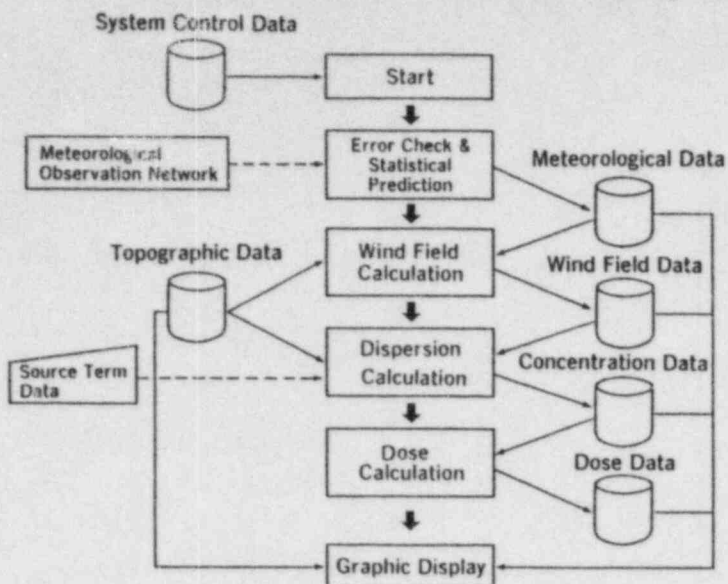 System Control Data
Start
Meteorological
Observation Network
Error Check &
Statistical
Prediction
Meteorological Data
Topographic Data
Wind Field
Calculation
Wind Field Data
Source Term
Data
Dispersion
Calculation
Concentration Data
Dose
Calculation
Dose Data
Graphic Display